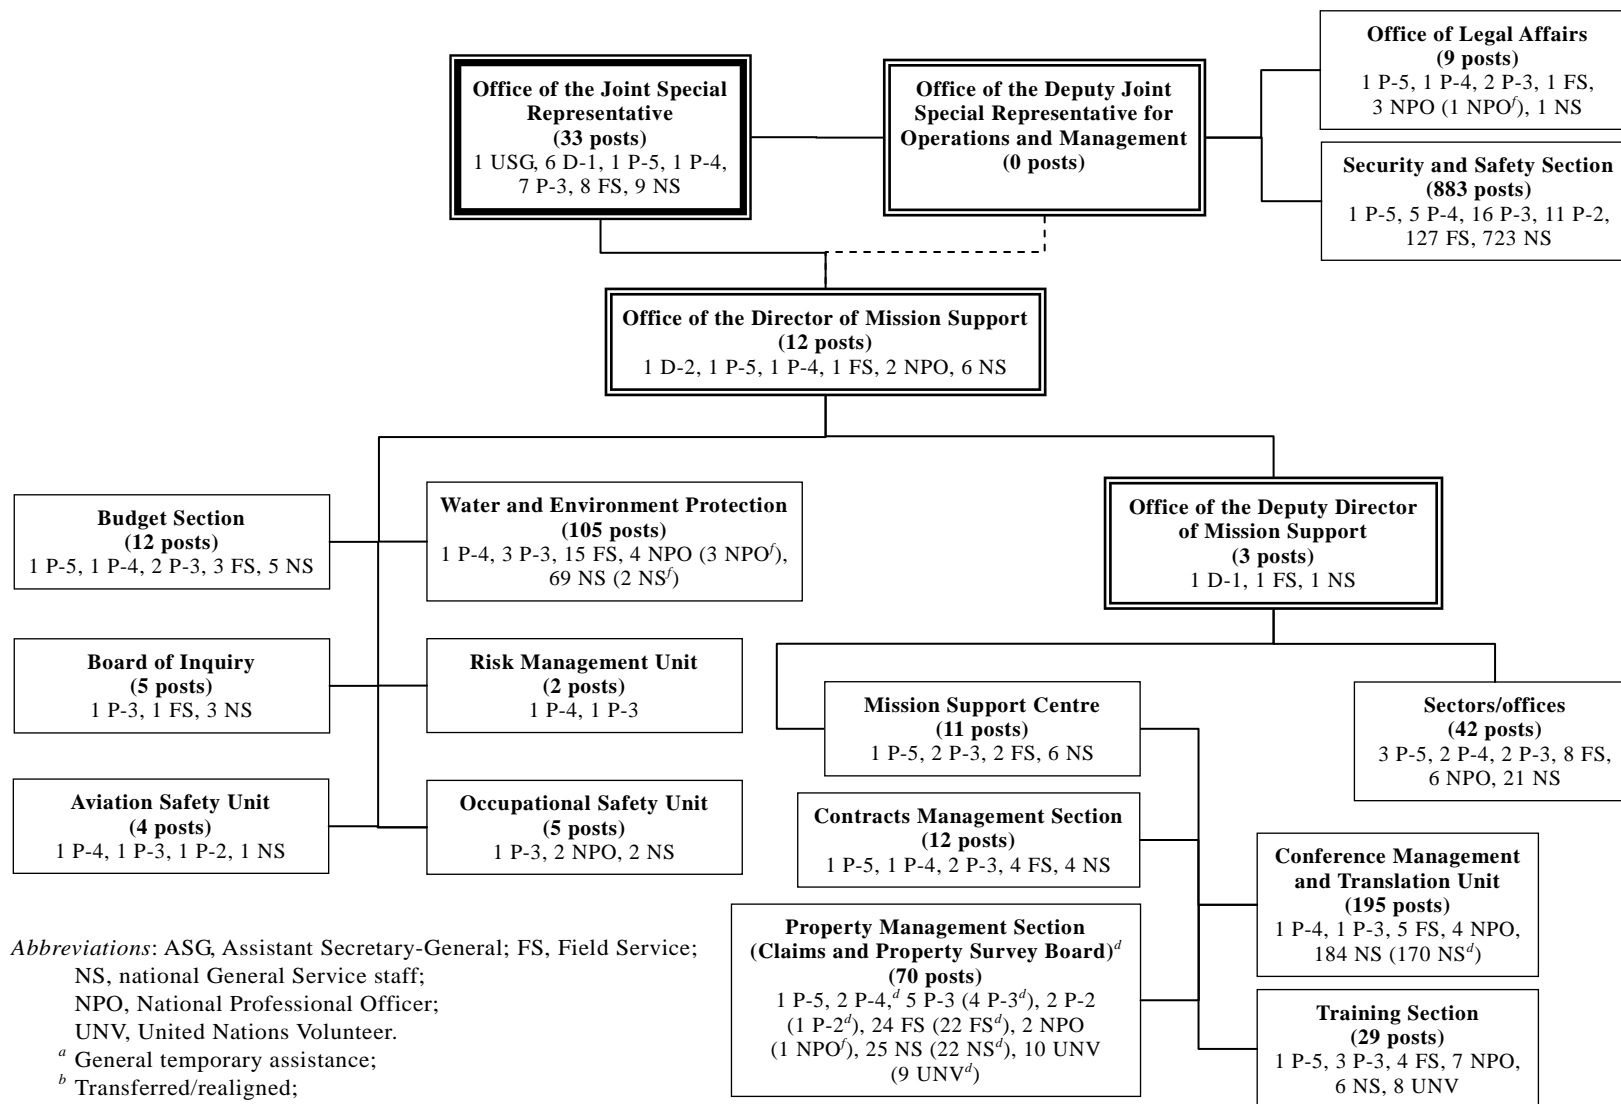 Office of the Joint Special
Representative
(33 posts)
1 USG, 6 D-1, 1 P-5, 1 P-4,
7 P-3, 8 FS, 9 NS
Office of the Deputy Joint
Special Representative for
Operations and Management
(0 posts)
Office of Legal Affairs
(9 posts)
1 P-5, 1 P-4, 2 P-3, 1 FS,
3 NPO (1 NPOᶠ), 1 NS
Security and Safety Section
(883 posts)
1 P-5, 5 P-4, 16 P-3, 11 P-2,
127 FS, 723 NS
Office of the Director of Mission Support
(12 posts)
1 D-2, 1 P-5, 1 P-4, 1 FS, 2 NPO, 6 NS
Budget Section
(12 posts)
1 P-5, 1 P-4, 2 P-3, 3 FS, 5 NS
Water and Environment Protection
(105 posts)
1 P-4, 3 P-3, 15 FS, 4 NPO (3 NPOᶠ),
69 NS (2 NSᶠ)
Office of the Deputy Director
of Mission Support
(3 posts)
1 D-1, 1 FS, 1 NS
Board of Inquiry
(5 posts)
1 P-3, 1 FS, 3 NS
Risk Management Unit
(2 posts)
1 P-4, 1 P-3
Mission Support Centre
(11 posts)
1 P-5, 2 P-3, 2 FS, 6 NS
Sectors/offices
(42 posts)
3 P-5, 2 P-4, 2 P-3, 8 FS,
6 NPO, 21 NS
Aviation Safety Unit
(4 posts)
1 P-4, 1 P-3, 1 P-2, 1 NS
Occupational Safety Unit
(5 posts)
1 P-3, 2 NPO, 2 NS
Contracts Management Section
(12 posts)
1 P-5, 1 P-4, 2 P-3, 4 FS, 4 NS
Conference Management
and Translation Unit
(195 posts)
1 P-4, 1 P-3, 5 FS, 4 NPO,
184 NS (170 NSᵈ)
Property Management Section
(Claims and Property Survey Board)ᵈ
(70 posts)
1 P-5, 2 P-4,ᵈ 5 P-3 (4 P-3ᵈ), 2 P-2
(1 P-2ᵈ), 24 FS (22 FSᵈ), 2 NPO
(1 NPOᶠ), 25 NS (22 NSᵈ), 10 UNV
(9 UNVᵈ)
Training Section
(29 posts)
1 P-5, 3 P-3, 4 FS, 7 NPO,
6 NS, 8 UNV
Abbreviations: ASG, Assistant Secretary-General; FS, Field Service;
NS, national General Service staff;
NPO, National Professional Officer;
UNV, United Nations Volunteer.
ᵃ General temporary assistance;
ᵇ Transferred/realigned;